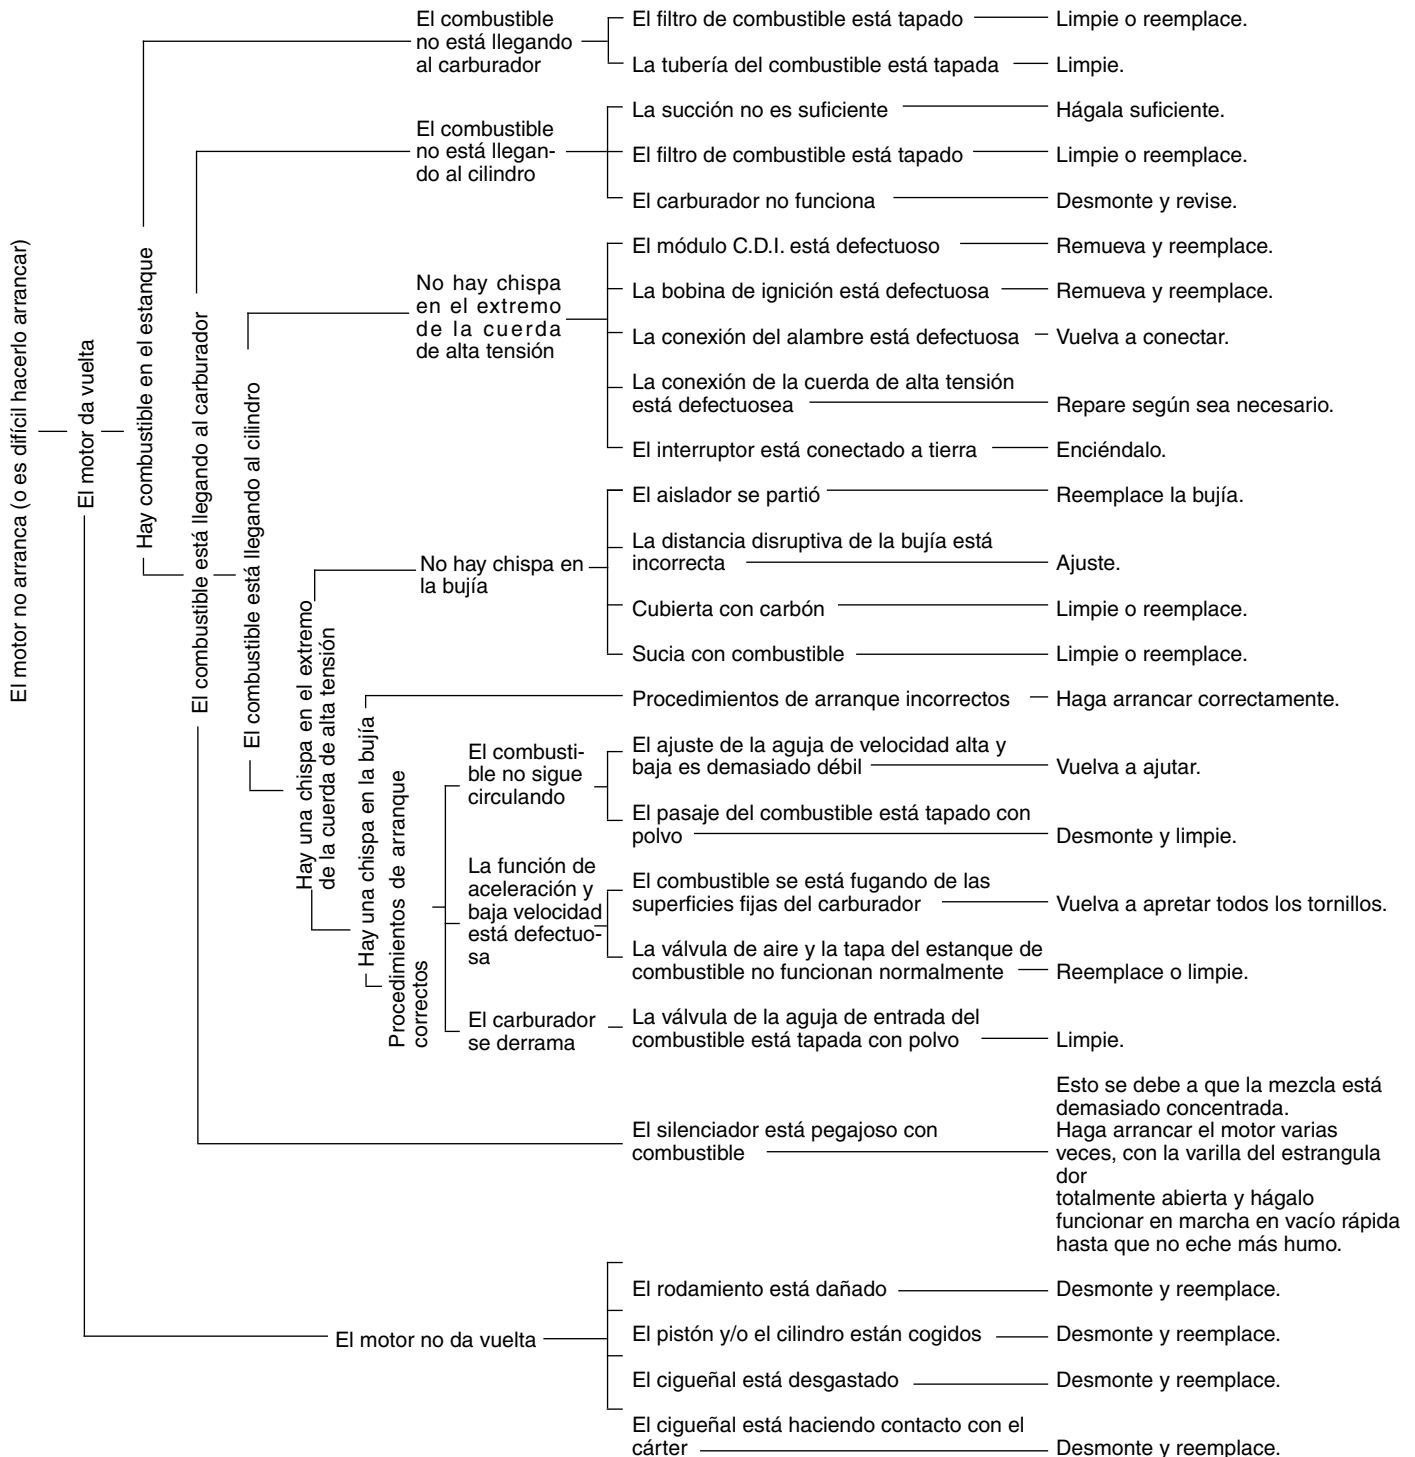 El motor no arranca (o es difícil hacerlo arrancar)
El motor da vuelta
Hay combustible en el estanque
El combustible está llegando al carburador
El combustible está llegando al cilindro
Hay una chispa en el extremo
de la cuerda de alta tensión
Hay una chispa en la bujía
Procedimientos de arranque
correctos
El combustible
no está llegando
al carburador
El filtro de combustible está tapado
Limpie o reemplace.
La tubería del combustible está tapada
Limpie.
El combustible
no está llegan-
do al cilindro
La succión no es suficiente
Hágala suficiente.
El filtro de combustible está tapado
Limpie o reemplace.
El carburador no funciona
Desmonte y revise.
No hay chispa
en el extremo
de la cuerda
de alta tensión
El módulo C.D.I. está defectuoso
Remueva y reemplace.
La bobina de ignición está defectuosa
Remueva y reemplace.
La conexión del alambre está defectuosa
Vuelva a conectar.
La conexión de la cuerda de alta tensión
está defectuosea
Repare según sea necesario.
El interruptor está conectado a tierra
Enciéndalo.
No hay chispa en
la bujía
El aislador se partió
Reemplace la bujía.
La distancia disruptiva de la bujía está
incorrecta
Ajuste.
Cubierta con carbón
Limpie o reemplace.
Sucia con combustible
Limpie o reemplace.
Procedimientos de arranque incorrectos
Haga arrancar correctamente.
El combusti-
ble no sigue
circulando
El ajuste de la aguja de velocidad alta y
baja es demasiado débil
Vuelva a ajutar.
El pasaje del combustible está tapado con
polvo
Desmonte y limpie.
La función de
aceleración y
baja velocidad
está defectuo-
sa
El combustible se está fugando de las
superficies fijas del carburador
Vuelva a apretar todos los tornillos.
La válvula de aire y la tapa del estanque de
combustible no funcionan normalmente
Reemplace o limpie.
El carburador
se derrama
La válvula de la aguja de entrada del
combustible está tapada con polvo
Limpie.
El silenciador está pegajoso con
combustible
Esto se debe a que la mezcla está
demasiado concentrada.
Haga arrancar el motor varias
veces, con la varilla del estrangula
dor
totalmente abierta y hágalo
funcionar en marcha en vacío rápida
hasta que no eche más humo.
El motor no da vuelta
El rodamiento está dañado
Desmonte y reemplace.
El pistón y/o el cilindro están cogidos
Desmonte y reemplace.
El cigueñal está desgastado
Desmonte y reemplace.
El cigueñal está haciendo contacto con el
cárter
Desmonte y reemplace.